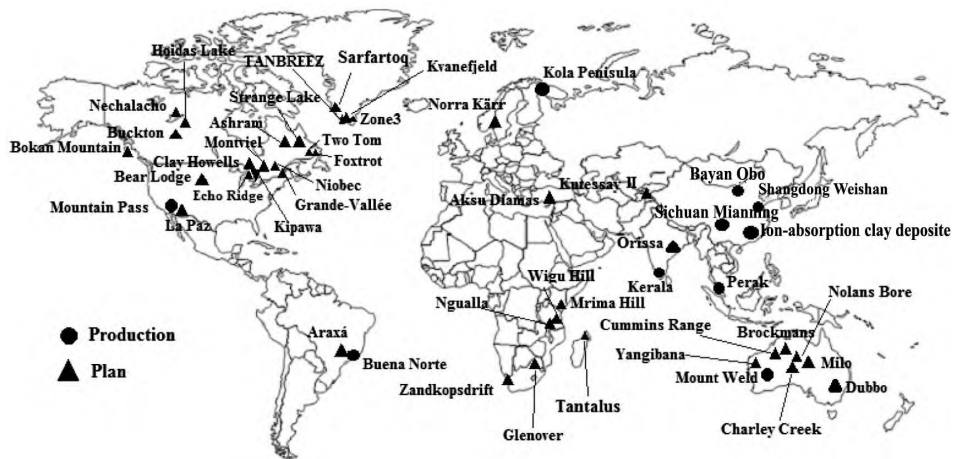 Hoidas Lake
TANBREEZ
Sarfartoq
Kvanefjeld
Kola Penisula
Nechalacho
Strange Lake
Zone3
Norra Kärr
Buckton
Ashram
Two Tom
Bokan Mountain
Montviel
Foxtrot
Clay Howells
Bear Lodge
Niobec
Echo Ridge
Grande-Vallée
Kipawa
Mountain Pass
La Paz
Aksu Diamas
Kutessay II
Bayan Obo
Shangdong Weishan
Sichuan Mianning
Ion-absorption clay deposite
Orissa
Kerala
Perak
Wigu Hill
Ngualla
Mrima Hill
Nolans Bore
Cummins Range
Brockmans
Yangibana
Milo
Mount Weld
Dubbo
Charley Creek
Production
Plan
Araxá
Buena Norte
Zandkopsdrift
Glenover
Tantalus